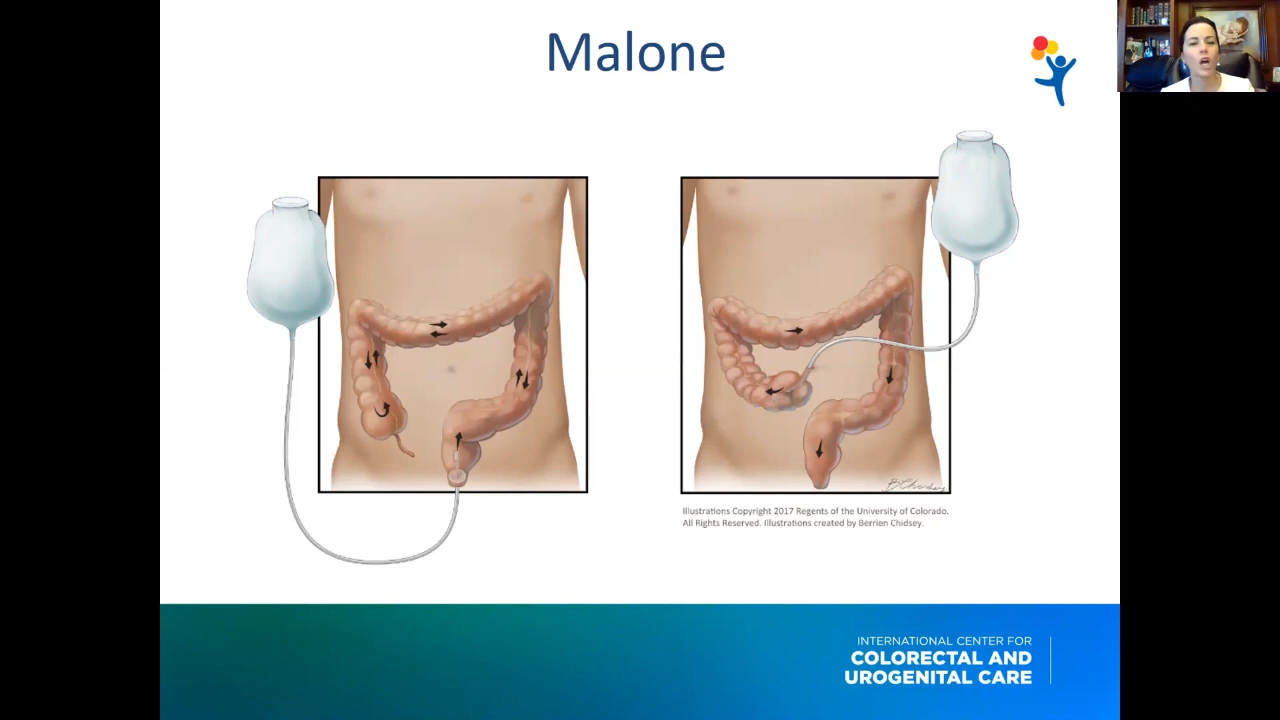 Malone
Illustrations Copyright 2017 Regents of the University of Colorado.
All Rights Reserved. Illustrations created by Berrien Chidsey.
INTERNATIONAL CENTER FOR
COLORECTAL AND
UROGENITAL CARE